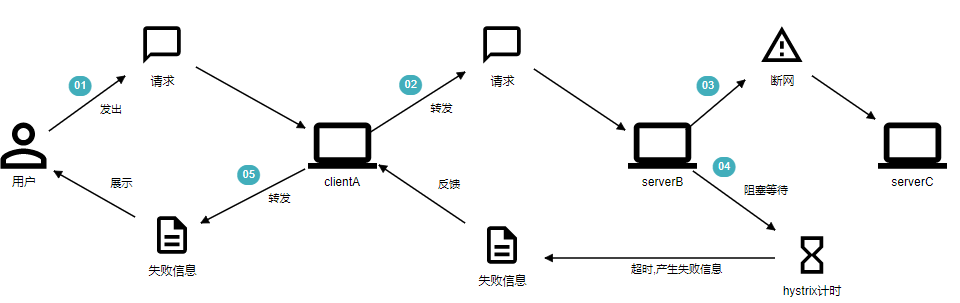 01
请求
发出
用户
02
请求
转发
clientA
03
断网
serverB
serverC
04
阻塞等待
05
转发
反馈
展示
失败信息
失败信息
超时,产生失败信息
hystrix计时